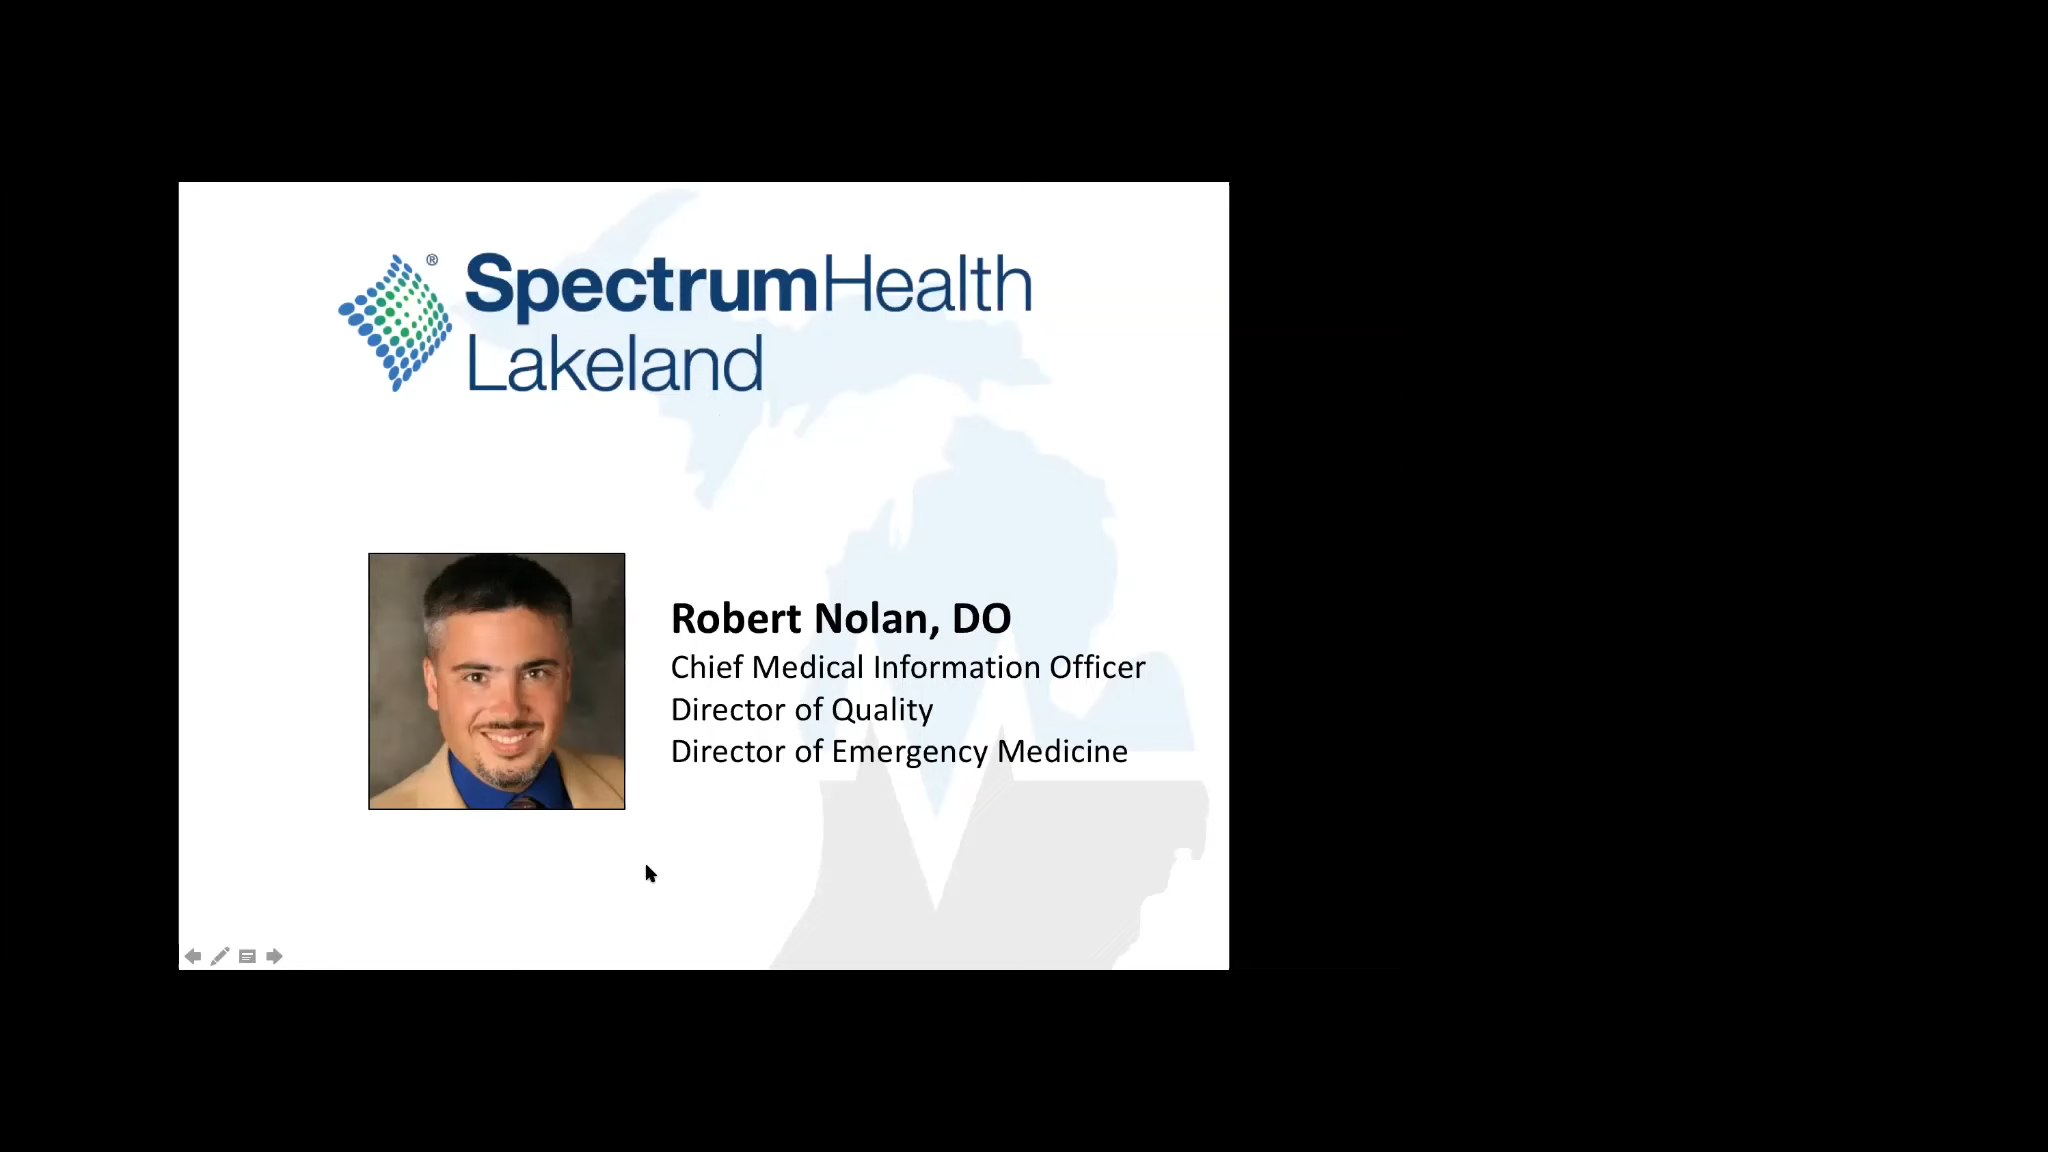 SpectrumHealth®
Lakeland
Robert Nolan, DO
Chief Medical Information Officer
Director of Quality
Director of Emergency Medicine